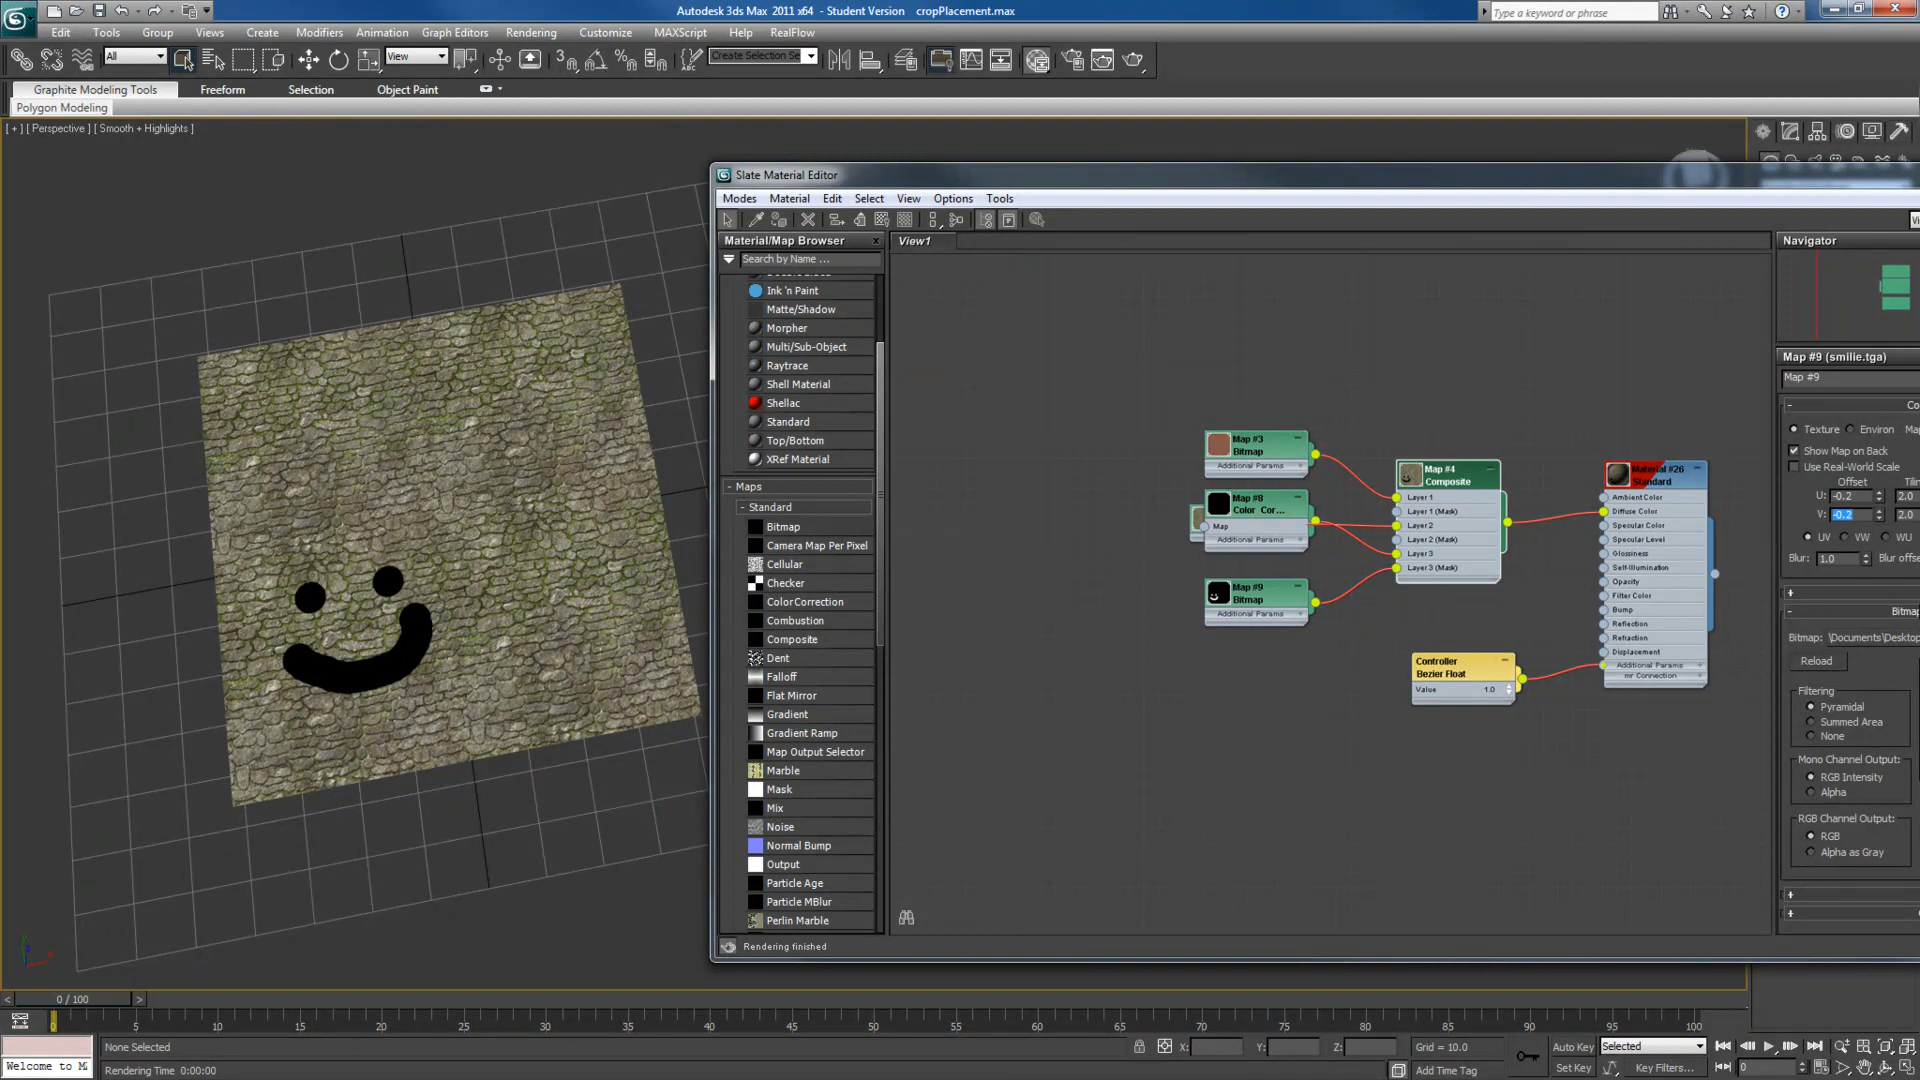 Autodesk 3ds Max 2011 x64 - Student Version cropPlacement.max
Type a keyword or phrase
Edit Tools Group Views Create Modifiers Animation Graph Editors Rendering Customize MAXScript Help RealFlow
All
View
Create Selection Se
Graphite Modeling Tools Freeform Selection Object Paint
Polygon Modeling
[ + ] [ Perspective ] [ Smooth + Highlights ]
Slate Material Editor
Modes Material Edit Select View Options Tools
Material/Map Browser
Search by Name ...
Ink 'n Paint
Matte/Shadow
Morpher
Multi/Sub-Object
Raytrace
Shell Material
Shellac
Standard
Top/Bottom
XRef Material
- Maps
- Standard
Bitmap
Camera Map Per Pixel
Cellular
Checker
ColorCorrection
Combustion
Composite
Dent
Falloff
Flat Mirror
Gradient
Gradient Ramp
Map Output Selector
Marble
Mask
Mix
Noise
Normal Bump
Output
Particle Age
Particle MBlur
Perlin Marble
Rendering finished
View1
Map #3
Bitmap
Additional Params
Map #8
Color Cor...
Map
Additional Params
Map #9
Bitmap
Additional Params
Map #4
Composite
Layer 1
Layer 1 (Mask)
Layer 2
Layer 2 (Mask)
Layer 3
Layer 3 (Mask)
Controller
Bezier Float
Value 1.0
Material #26
Standard
Ambient Color
Diffuse Color
Specular Color
Specular Level
Glossiness
Self-Illumination
Opacity
Filter Color
Bump
Reflection
Refraction
Displacement
Additional Params
mr Connection
Navigator
Map #9 (smilie.tga)
Map #9
Co
Texture Environ Map
Show Map on Back
Use Real-World Scale
Offset Tilin
U: -0.2 2.0
V: -0.2 2.0
UV VW WU
Blur: 1.0 Blur offs
Bitmap
Bitmap: \Documents\Desktop
Reload
Filtering
Pyramidal
Summed Area
None
Mono Channel Output:
RGB Intensity
Alpha
RGB Channel Output:
RGB
Alpha as Gray
0 / 100
0 5 10 15 20 25 30 35 40 45 50 55 60 65 70 75 80 85 90 95 100
None Selected X: Y: Z: Grid = 10.0 Auto Key Selected
Welcome to M Rendering Time 0:00:00 Add Time Tag Set Key Key Filters... 0